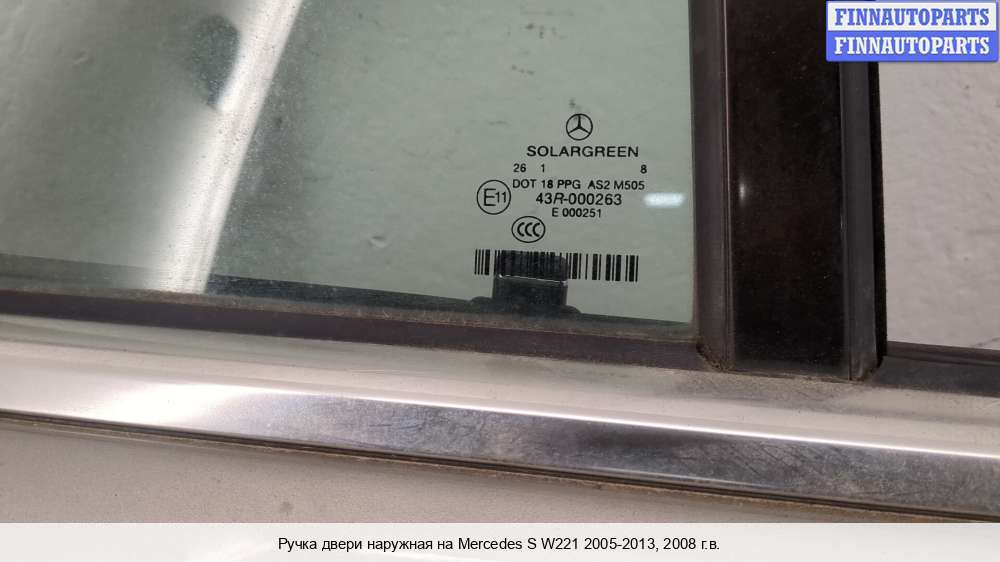 FINNAUTOPARTS
FINNAUTOPARTS
SOLARGREEN
26 1 8
DOT 18 PPG AS2 M505
E11 43R-000263
E 000251
CCC
Ручка двери наружная на Mercedes S W221 2005-2013, 2008 г.в.